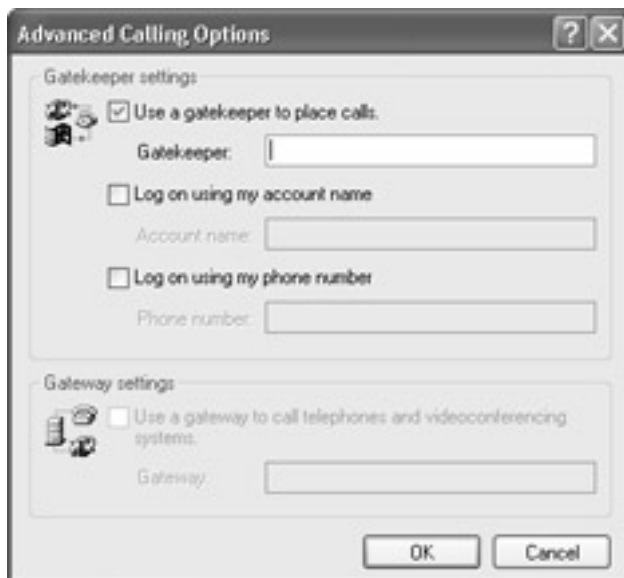 Advanced Calling Options
Gatekeeper settings
Use a gatekeeper to place calls.
Gatekeeper:
Log on using my account name
Account name:
Log on using my phone number
Phone number:
Gateway settings
Use a gateway to call telephones and videoconferencing
systems.
Gateway:
OK Cancel